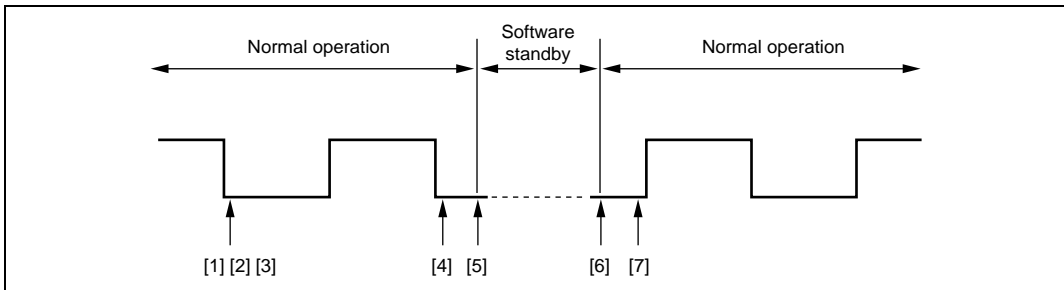 Normal operation
Software
standby
Normal operation
[1] [2] [3]
[4]
[5]
[6]
[7]